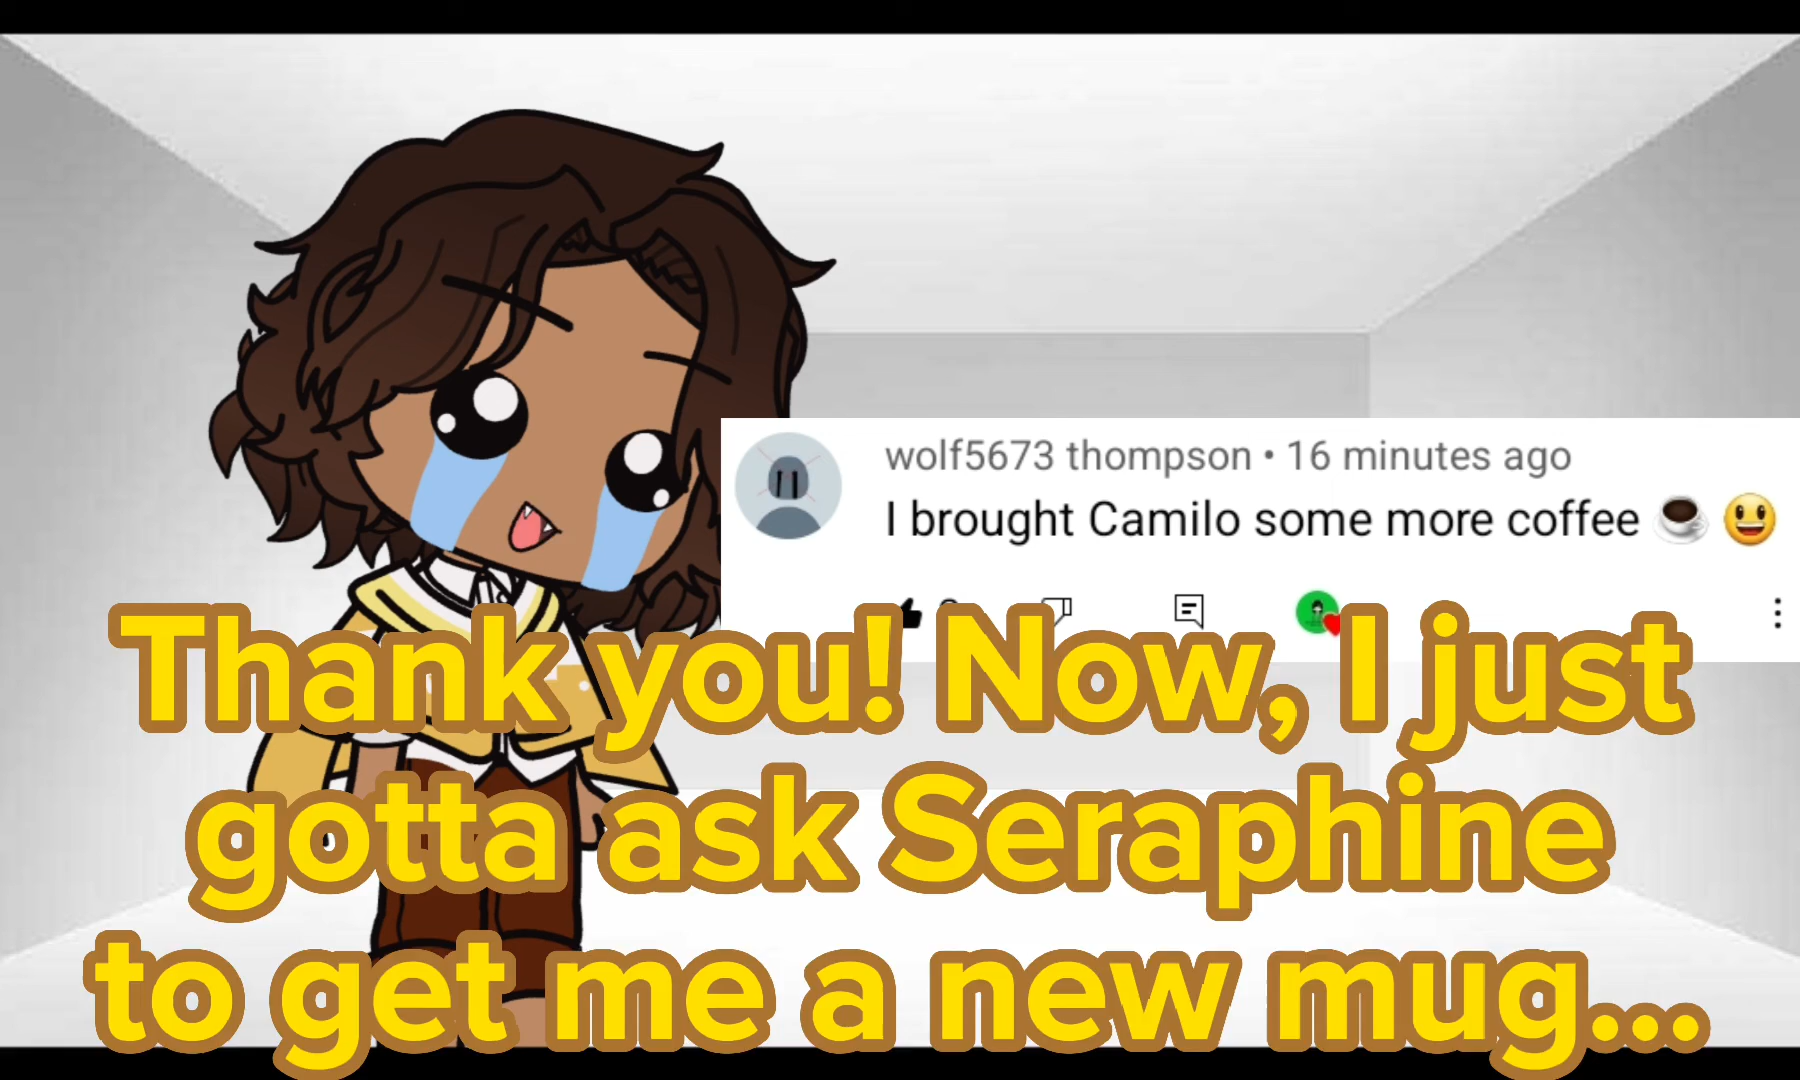 wolf5673 thompson • 16 minutes ago
I brought Camilo some more coffee ☕ 😃
Thank you! Now, I just
gotta ask Seraphine
to get me a new mug...